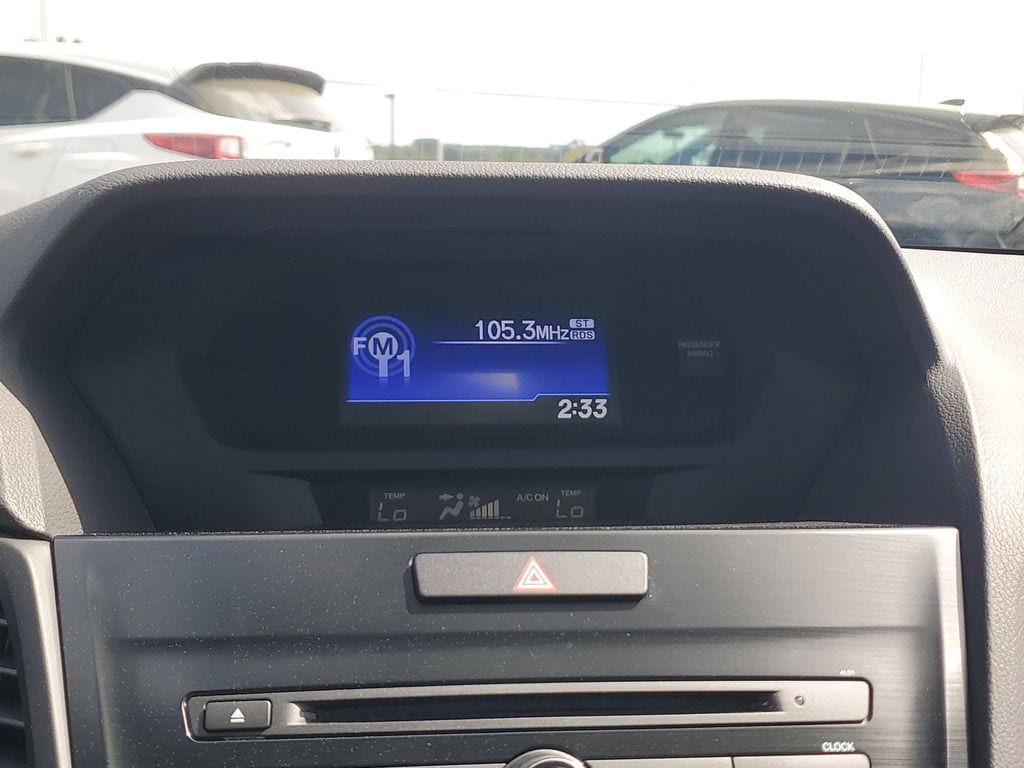 105.3MHz ST
RDS
FM1
PASSENGER
AIRBAG
2:33
TEMP
Lo
A/C ON
TEMP
Lo
CLOCK